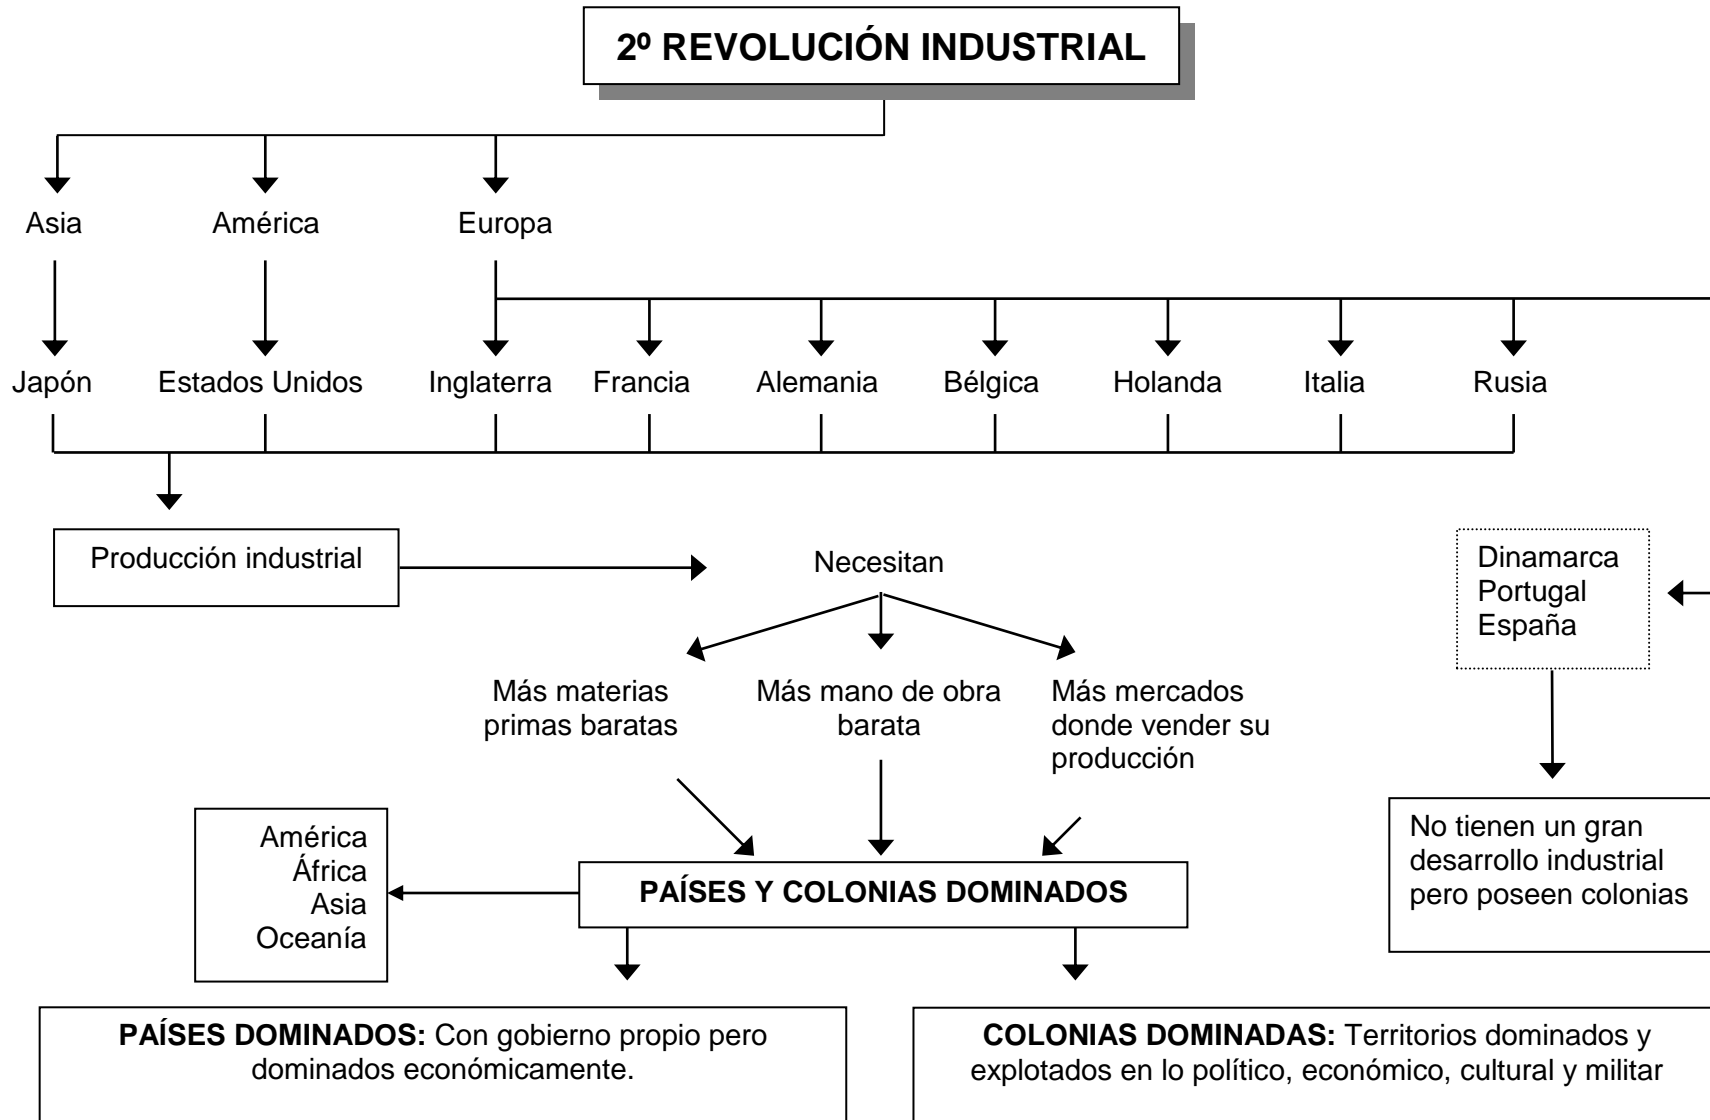 2º REVOLUCIÓN INDUSTRIAL
Asia
América
Europa
Japón
Estados Unidos
Inglaterra
Francia
Alemania
Bélgica
Holanda
Italia
Rusia
Producción industrial
Necesitan
Dinamarca
Portugal
España
Más materias
primas baratas
Más mano de obra
barata
Más mercados
donde vender su
producción
América
África
Asia
Oceanía
PAÍSES Y COLONIAS DOMINADOS
No tienen un gran
desarrollo industrial
pero poseen colonias
PAÍSES DOMINADOS: Con gobierno propio pero
dominados económicamente.
COLONIAS DOMINADAS: Territorios dominados y
explotados en lo político, económico, cultural y militar